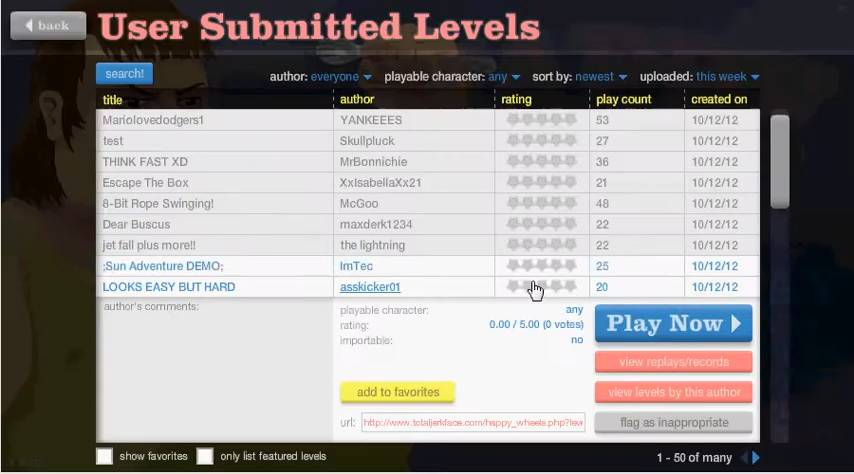 back
User Submitted Levels
search!
author: everyone playable character: any sort by: newest uploaded: this week
title author rating play count created on
Mariolovedodgers1 YANKEEES 53 10/12/12
test Skullpluck 27 10/12/12
THINK FAST XD MrBonnichie 36 10/12/12
Escape The Box XxIsabellaXx21 21 10/12/12
8-Bit Rope Swinging! McGoo 48 10/12/12
Dear Buscus maxderk1234 22 10/12/12
jet fall plus more!! the lightning 22 10/12/12
;Sun Adventure DEMO; ImTec 25 10/12/12
LOOKS EASY BUT HARD asskicker01 20 10/12/12
author's comments:
playable character: any
rating: 0.00 / 5.00 (0 votes)
importable: no
Play Now
view replays/records
add to favorites
view levels by this author
url: http://www.totaljerkface.com/happy_wheels.php?lev
flag as inappropriate
show favorites only list featured levels 1 - 50 of many